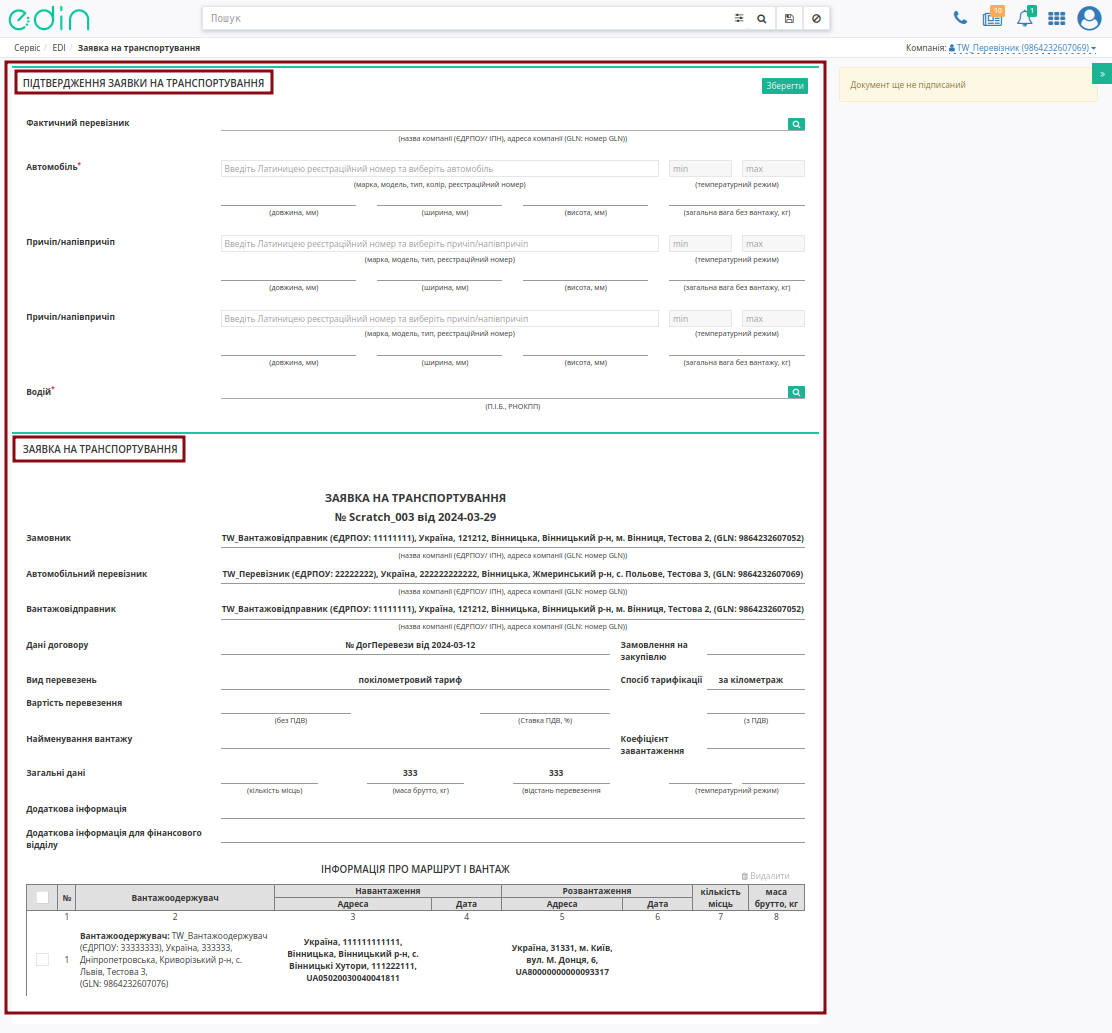 edin
Пошук
10
1
Сервіс / EDI / Заявка на транспортування
Компанія: TW_Перевізник (9864232607069)
ПІДТВЕРДЖЕННЯ ЗАЯВКИ НА ТРАНСПОРТУВАННЯ
Зберегти
»
Документ ще не підписаний
Фактичний перевізник
(назва компанії (ЄДРПОУ/ ІПН), адреса компанії (GLN: номер GLN))
Автомобіль* Введіть Латиницею реєстраційний номер та виберіть автомобіль min max
(марка, модель, тип, колір, реєстраційний номер) (температурний режим)
(довжина, мм) (ширина, мм) (висота, мм) (загальна вага без вантажу, кг)
Причіп/напівпричіп Введіть Латиницею реєстраційний номер та виберіть причіп/напівпричіп min max
(марка, модель, тип, реєстраційний номер) (температурний режим)
(довжина, мм) (ширина, мм) (висота, мм) (загальна вага без вантажу, кг)
Причіп/напівпричіп Введіть Латиницею реєстраційний номер та виберіть причіп/напівпричіп min max
(марка, модель, тип, реєстраційний номер) (температурний режим)
(довжина, мм) (ширина, мм) (висота, мм) (загальна вага без вантажу, кг)
Водій*
(П.І.Б., РНОКПП)
ЗАЯВКА НА ТРАНСПОРТУВАННЯ
ЗАЯВКА НА ТРАНСПОРТУВАННЯ
№ Scratch_003 від 2024-03-29
Замовник TW_Вантажовідправник (ЄДРПОУ: 11111111), Україна, 121212, Вінницька, Вінницький р-н, м. Вінниця, Тестова 2, (GLN: 9864232607052)
(назва компанії (ЄДРПОУ/ ІПН), адреса компанії (GLN: номер GLN))
Автомобільний перевізник TW_Перевізник (ЄДРПОУ: 22222222), Україна, 222222222222, Вінницька, Жмеринський р-н, с. Польове, Тестова 3, (GLN: 9864232607069)
(назва компанії (ЄДРПОУ/ ІПН), адреса компанії (GLN: номер GLN))
Вантажовідправник TW_Вантажовідправник (ЄДРПОУ: 11111111), Україна, 121212, Вінницька, Вінницький р-н, м. Вінниця, Тестова 2, (GLN: 9864232607052)
(назва компанії (ЄДРПОУ/ ІПН), адреса компанії (GLN: номер GLN))
Дані договору № ДогПеревези від 2024-03-12 Замовлення на
закупівлю
Вид перевезень покілометровий тариф Спосіб тарифікації за кілометраж
Вартість перевезення
(без ПДВ) (Ставка ПДВ, %) (з ПДВ)
Найменування вантажу Коефіцієнт
завантаження
Загальні дані 333 333
(кількість місць) (маса брутто, кг) (відстань перевезення (температурний режим)
Додаткова інформація
Додаткова інформація для фінансового
відділу
ІНФОРМАЦІЯ ПРО МАРШРУТ І ВАНТАЖ
Видалити
№ Вантажоодержувач Навантаження Розвантаження кількість місць маса брутто, кг
Адреса Дата Адреса Дата
1 2 3 4 5 6 7 8
1
Вантажоодержувач: TW_Вантажоодержувач
(ЄДРПОУ: 33333333), Україна, 333333,
Дніпропетровська, Криворізький р-н, с.
Львів, Тестова 3,
(GLN: 9864232607076)
Україна, 111111111111,
Вінницька, Вінницький р-н, с.
Вінницькі Хутори, 111222111,
UA05020030040041811
Україна, 31331, м. Київ,
вул. М. Донця, 6,
UA80000000000093317